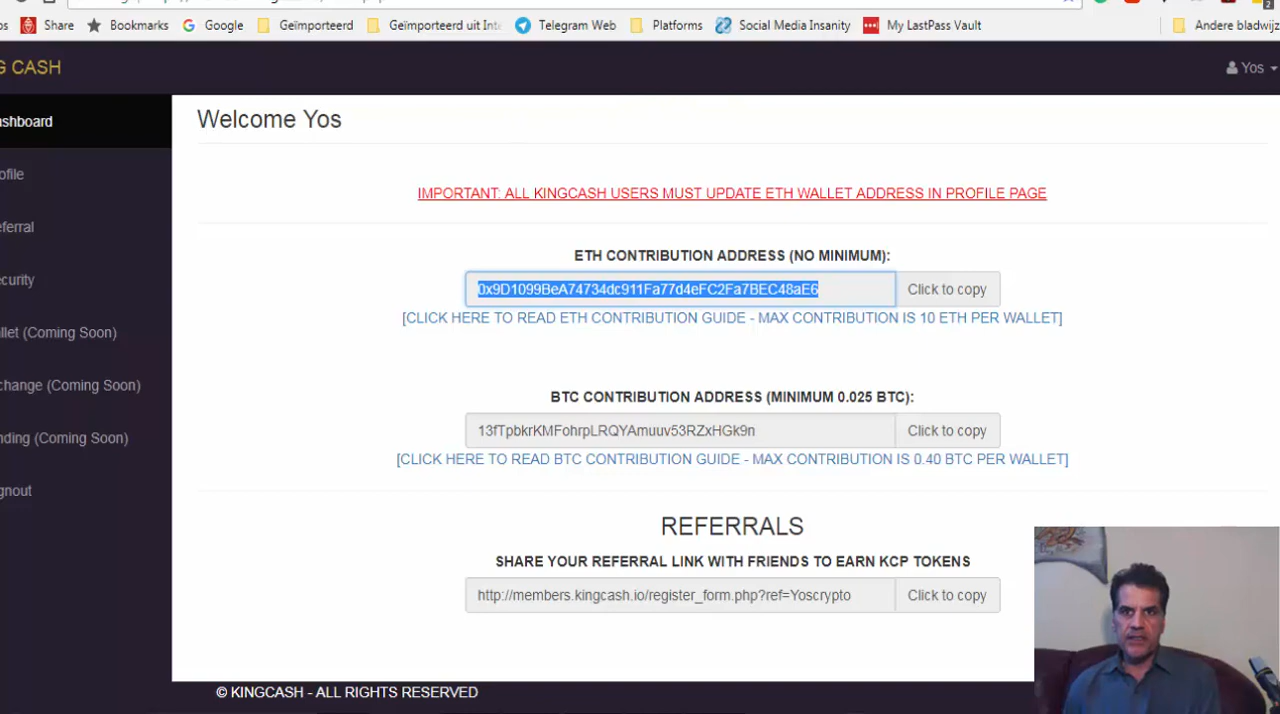 Share Bookmarks Google Geïmporteerd Geïmporteerd uit Inte Telegram Web Platforms Social Media Insanity My LastPass Vault Andere bladwijz
G CASH
Yos
ashboard
Welcome Yos
ofile
IMPORTANT: ALL KINGCASH USERS MUST UPDATE ETH WALLET ADDRESS IN PROFILE PAGE
eferral
ETH CONTRIBUTION ADDRESS (NO MINIMUM):
ecurity
0x9D1099BeA74734dc911Fa77d4eFC2Fa7BEC48aE6 Click to copy
[CLICK HERE TO READ ETH CONTRIBUTION GUIDE - MAX CONTRIBUTION IS 10 ETH PER WALLET]
llet (Coming Soon)
change (Coming Soon)
BTC CONTRIBUTION ADDRESS (MINIMUM 0.025 BTC):
nding (Coming Soon)
13fTpbkrKMFohrpLRQYAmuuv53RZxHGk9n Click to copy
[CLICK HERE TO READ BTC CONTRIBUTION GUIDE - MAX CONTRIBUTION IS 0.40 BTC PER WALLET]
gnout
REFERRALS
SHARE YOUR REFERRAL LINK WITH FRIENDS TO EARN KCP TOKENS
http://members.kingcash.io/register_form.php?ref=Yoscrypto Click to copy
© KINGCASH - ALL RIGHTS RESERVED